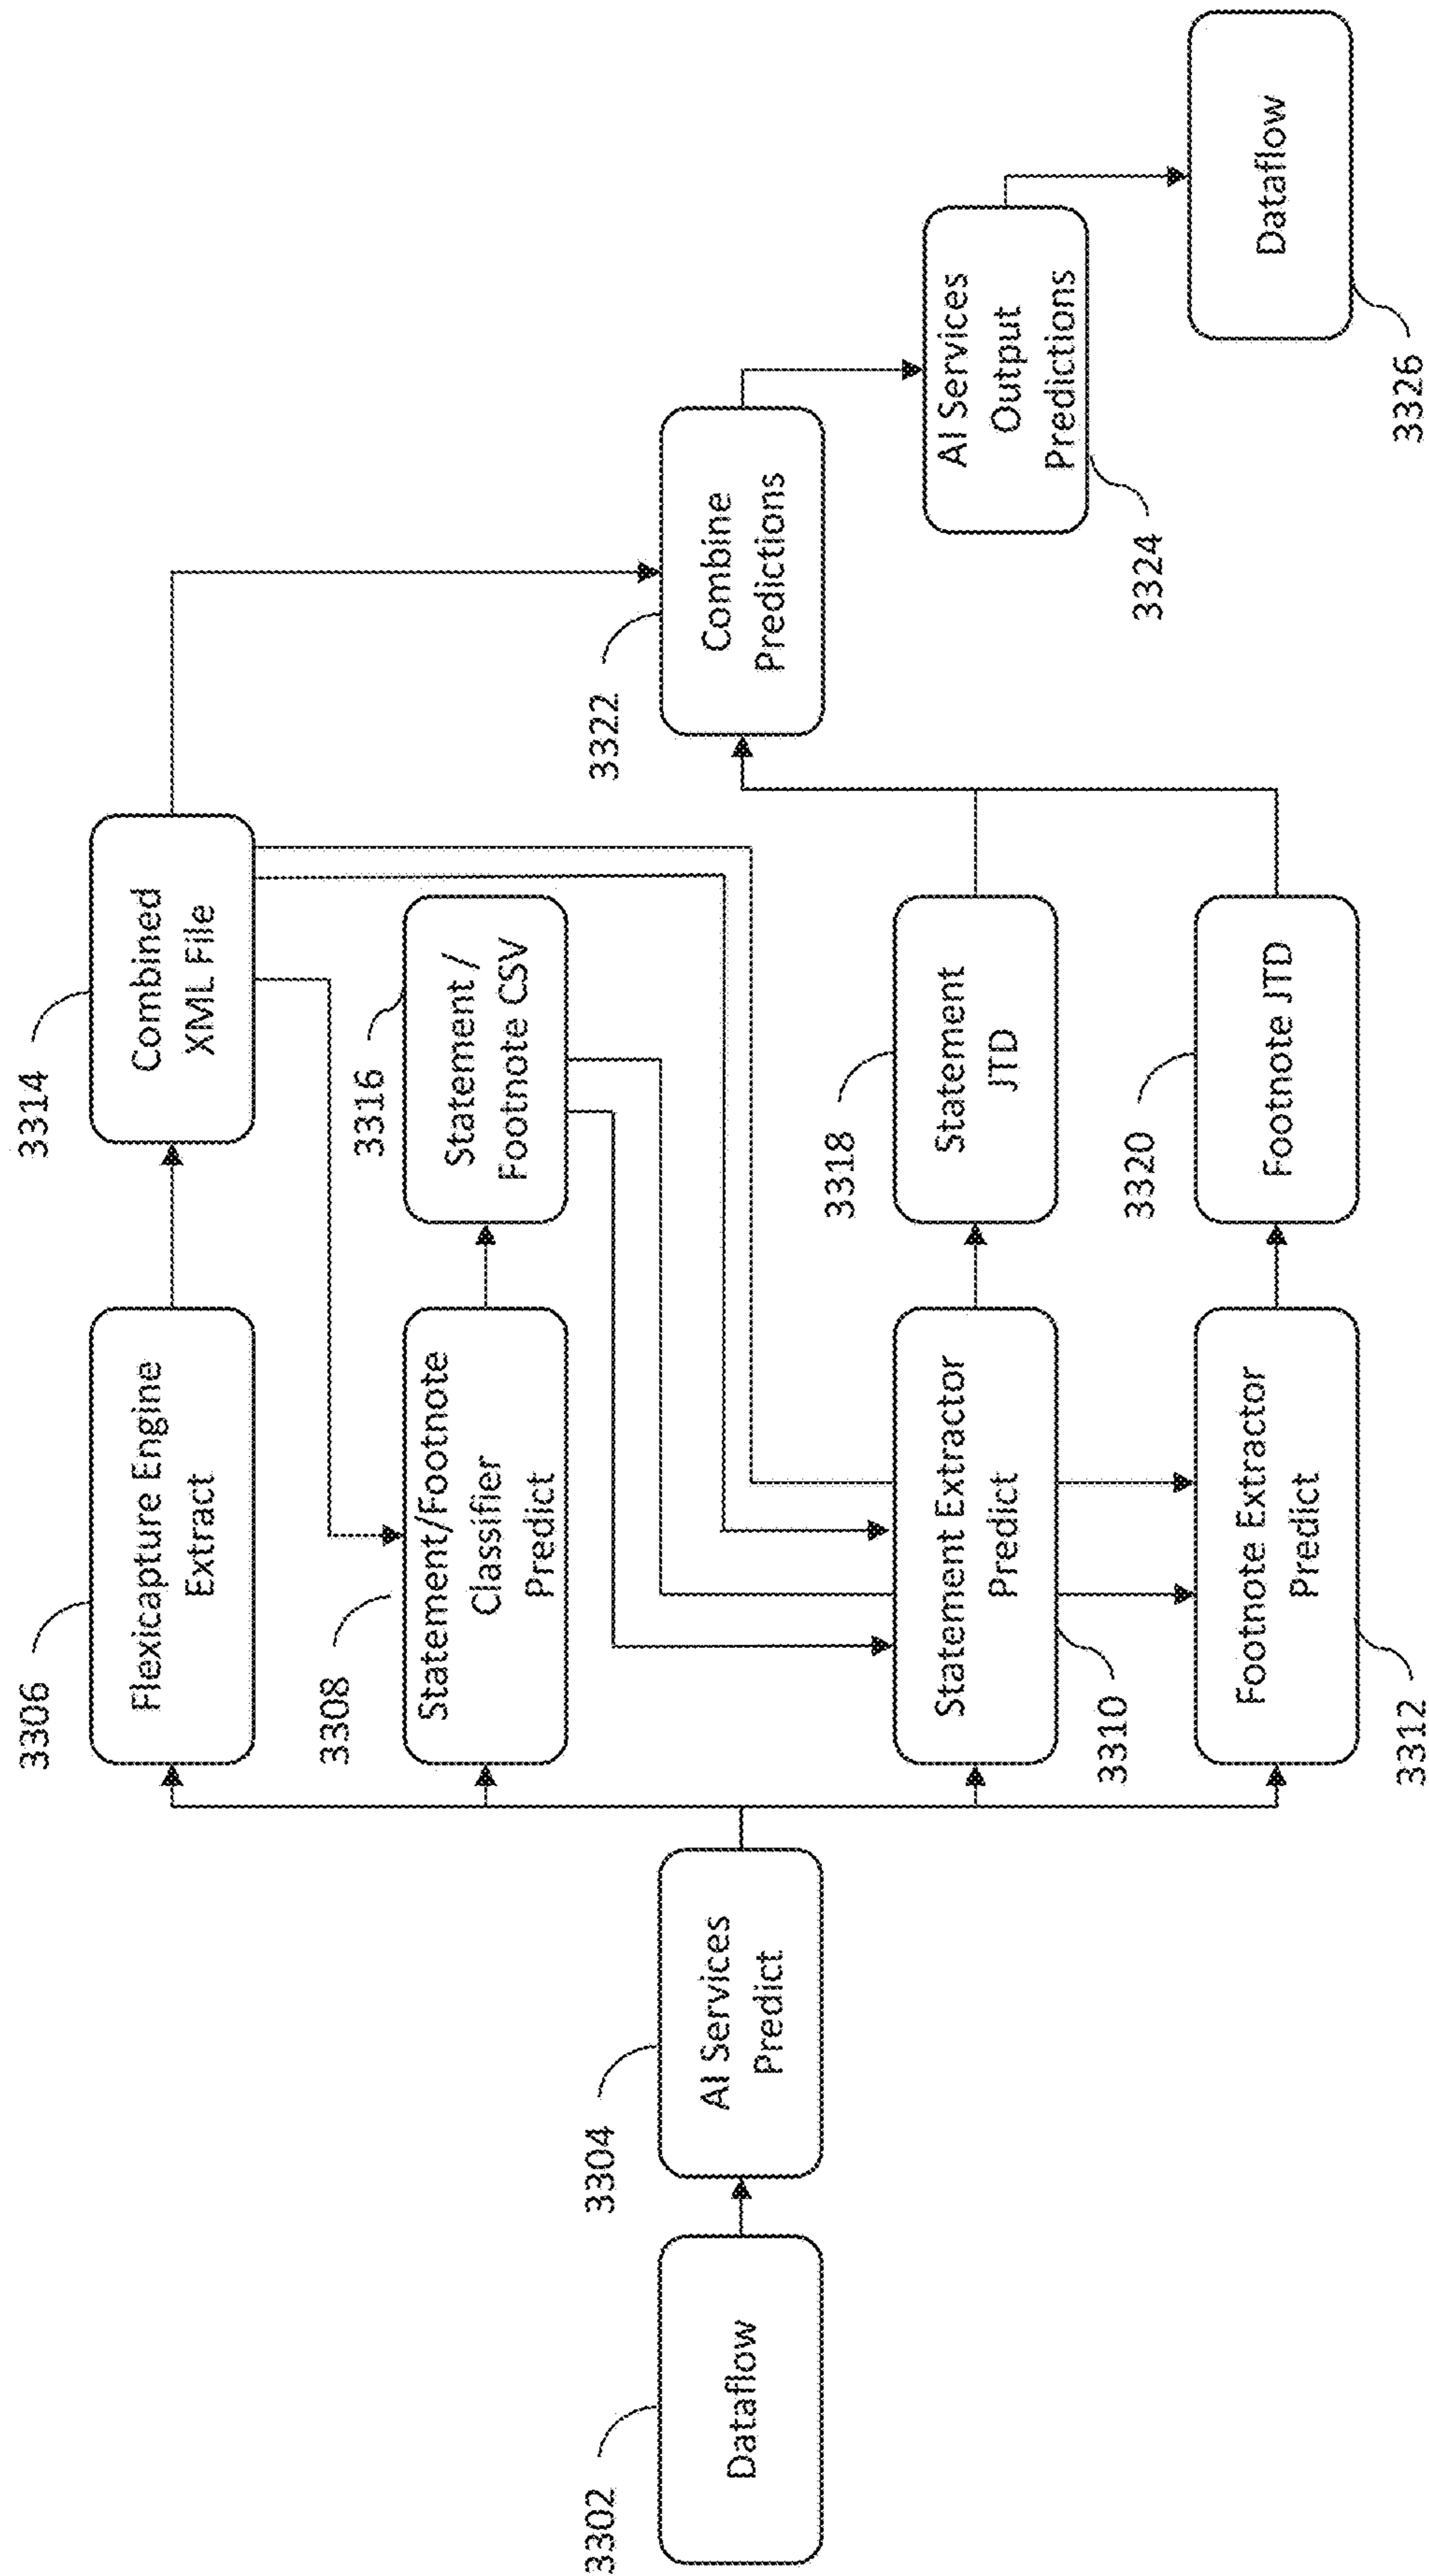 3302
Dataflow
3304
AI Services
Predict
3306
Flexicapture Engine
Extract
3308
Statement/Footnote
Classifier
Predict
3310
Statement Extractor
Predict
3312
Footnote Extractor
Predict
3314
Combined
XML File
3316
Statement /
Footnote CSV
3318
Statement
JTD
3320
Footnote JTD
3322
Combine
Predictions
3324
AI Services
Output
Predictions
3326
Dataflow